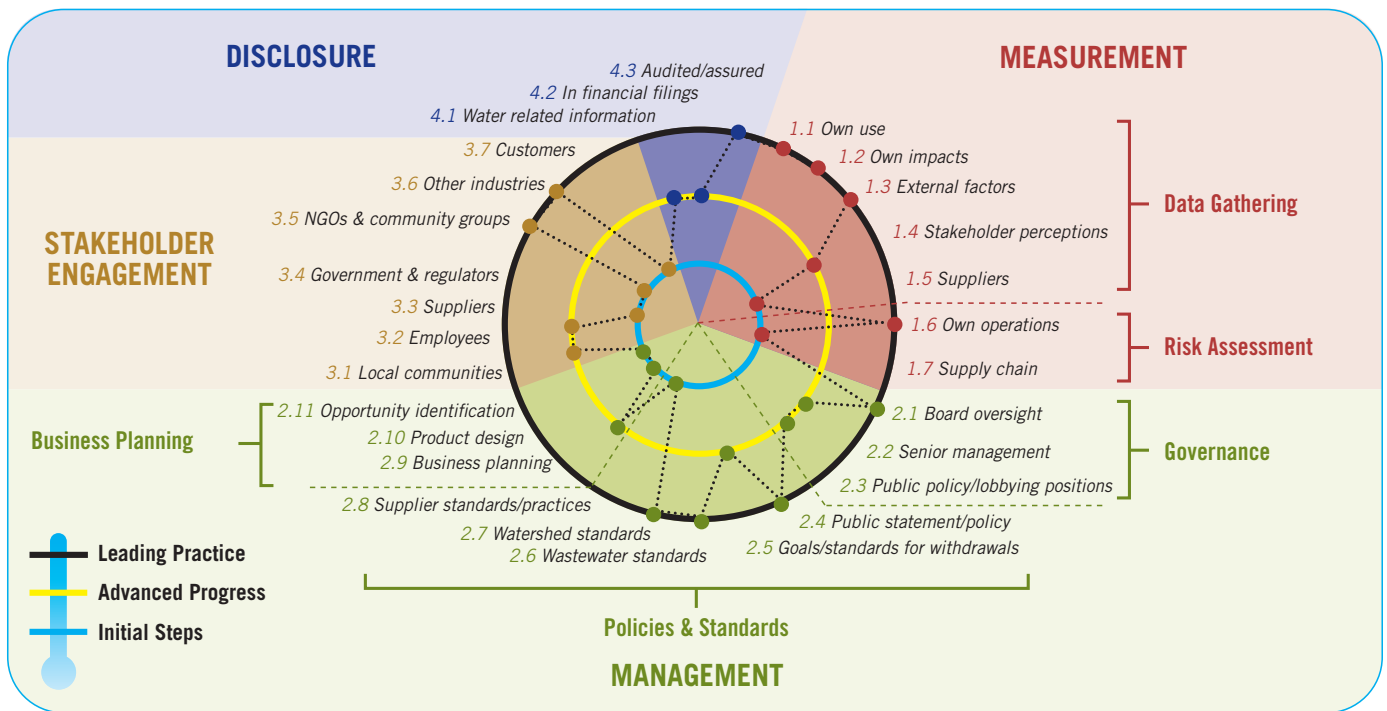 DISCLOSURE
MEASUREMENT
4.3 Audited/assured
4.2 In financial filings
4.1 Water related information
3.7 Customers
3.6 Other industries
3.5 NGOs & community groups
STAKEHOLDER
ENGAGEMENT
3.4 Government & regulators
3.3 Suppliers
3.2 Employees
3.1 Local communities
1.1 Own use
1.2 Own impacts
1.3 External factors
1.4 Stakeholder perceptions
1.5 Suppliers
Data Gathering
1.6 Own operations
1.7 Supply chain
Risk Assessment
2.1 Board oversight
2.2 Senior management
2.3 Public policy/lobbying positions
Governance
2.4 Public statement/policy
2.5 Goals/standards for withdrawals
2.11 Opportunity identification
2.10 Product design
2.9 Business planning
Business Planning
2.8 Supplier standards/practices
2.7 Watershed standards
2.6 Wastewater standards
Leading Practice
Advanced Progress
Initial Steps
Policies & Standards
MANAGEMENT